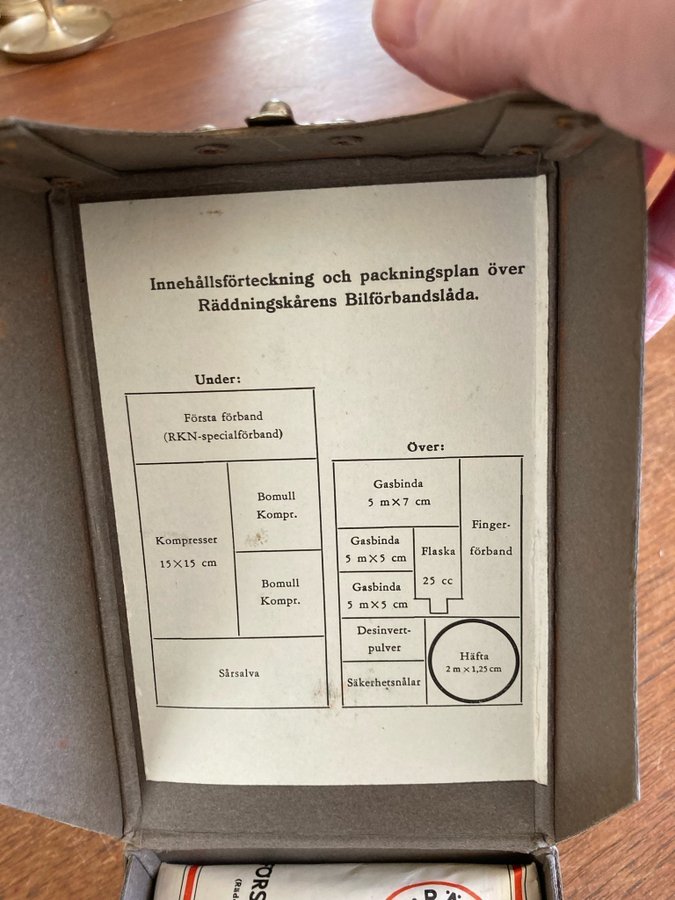 Innehållsförteckning och packningsplan över
Räddningskårens Bilförbandslåda.
Under:
Första förband
(RKN-specialförband)
Kompresser
15×15 cm
Bomull
Kompr.
Bomull
Kompr.
Sårsalva
Över:
Gasbinda
5 m×7 cm
Gasbinda
5 m×5 cm
Gasbinda
5 m×5 cm
Flaska
25 cc
Finger-
förband
Desinvert-
pulver
Säkerhetsnålar
Häfta
2 m × 1,25 cm